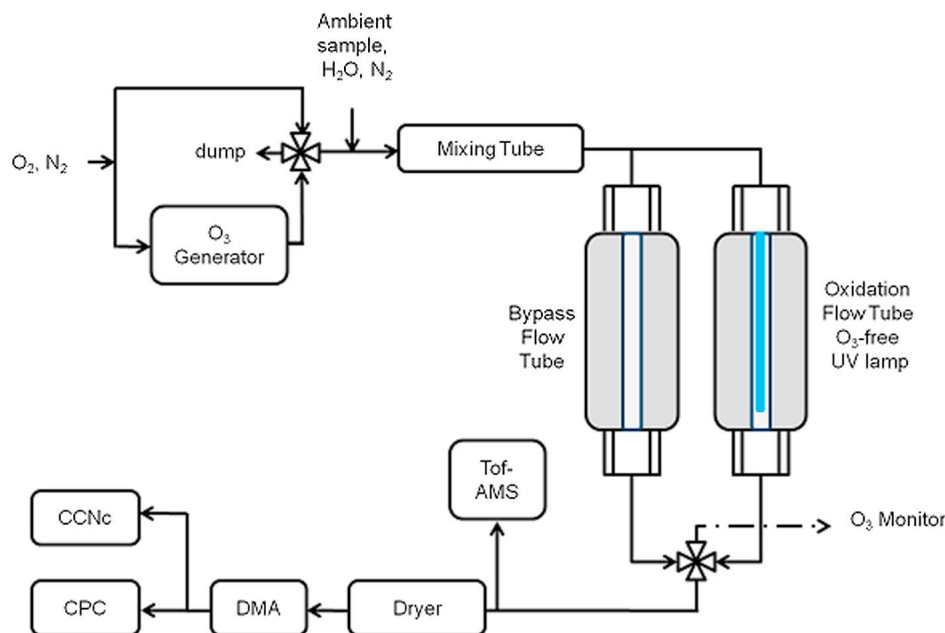 Ambient
sample,
H₂O, N₂
dump
Mixing Tube
O₂, N₂
O₃
Generator
Bypass
Flow
Tube
Oxidation
Flow Tube
O₃-free
UV lamp
Tof-
AMS
CCNc
O₃ Monitor
CPC
DMA
Dryer